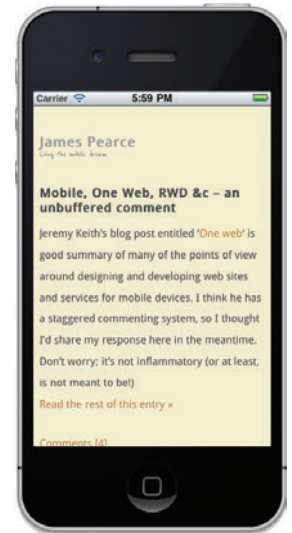 Carrier 5:59 PM
James Pearce
Living the mobile dream
Mobile, One Web, RWD &c – an
unbuffered comment
Jeremy Keith's blog post entitled 'One web' is
good summary of many of the points of view
around designing and developing web sites
and services for mobile devices. I think he has
a staggered commenting system, so I thought
I'd share my response here in the meantime.
Don't worry; it's not inflammatory (or at least,
is not meant to be!)
Read the rest of this entry »
Comments [4]